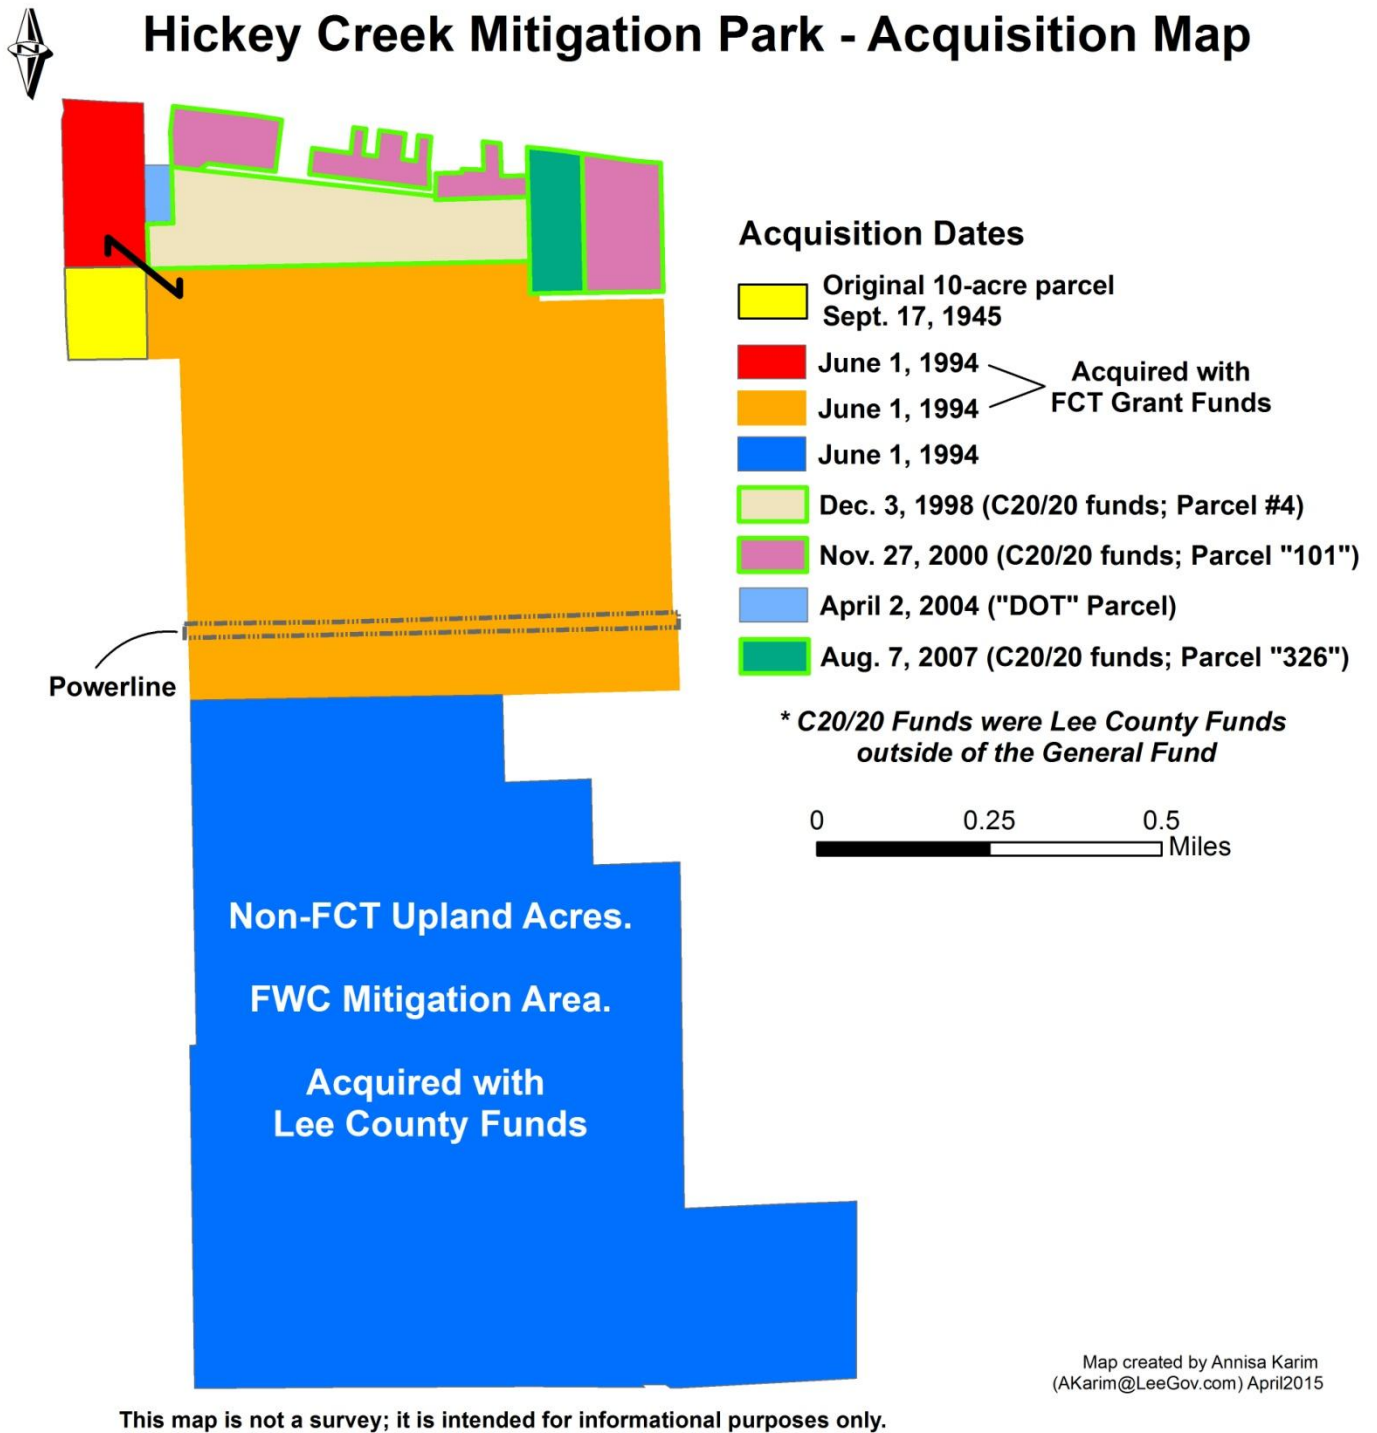 Hickey Creek Mitigation Park - Acquisition Map
N
Acquisition Dates
Original 10-acre parcel
Sept. 17, 1945
June 1, 1994
June 1, 1994
Acquired with
FCT Grant Funds
June 1, 1994
Dec. 3, 1998 (C20/20 funds; Parcel #4)
Nov. 27, 2000 (C20/20 funds; Parcel "101")
April 2, 2004 ("DOT" Parcel)
Aug. 7, 2007 (C20/20 funds; Parcel "326")
* C20/20 Funds were Lee County Funds
outside of the General Fund
0 0.25 0.5
Miles
Powerline
Non-FCT Upland Acres.
FWC Mitigation Area.
Acquired with
Lee County Funds
Map created by Annisa Karim
(AKarim@LeeGov.com) April2015
This map is not a survey; it is intended for informational purposes only.